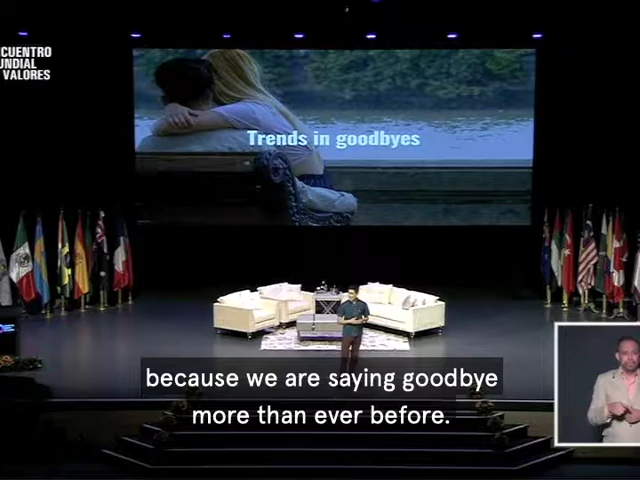 CUENTRO
UNDIAL
VALORES
Trends in goodbyes
because we are saying goodbye
more than ever before.